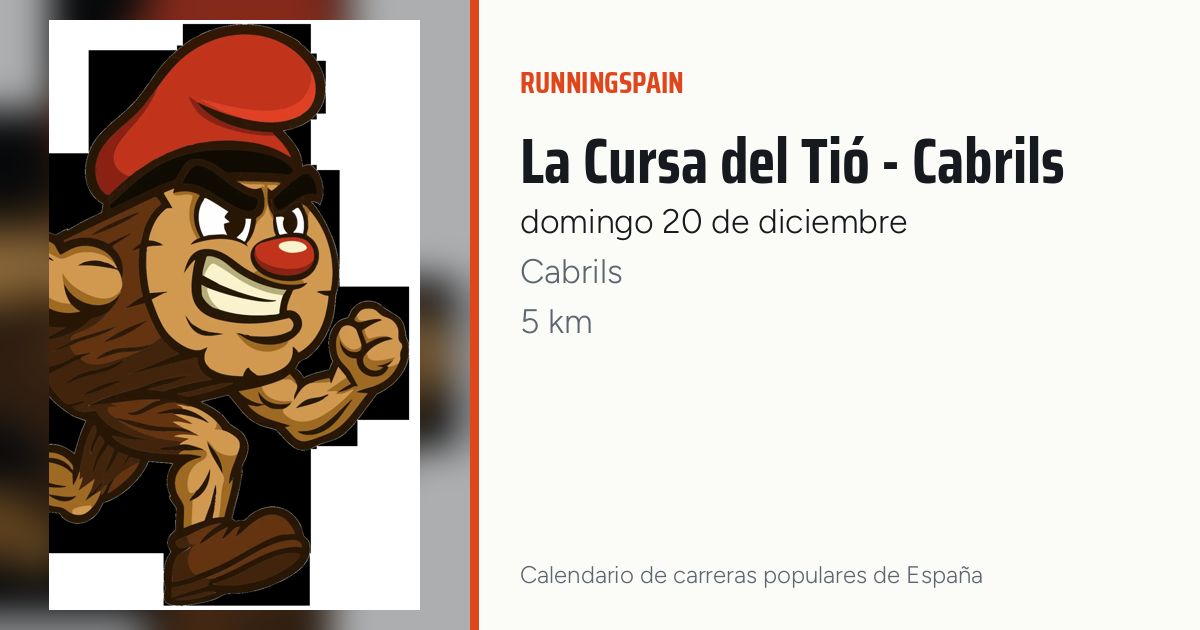 RUNNINGSPAIN
La Cursa del Tió - Cabrils
domingo 20 de diciembre
Cabrils
5 km
Calendario de carreras populares de España